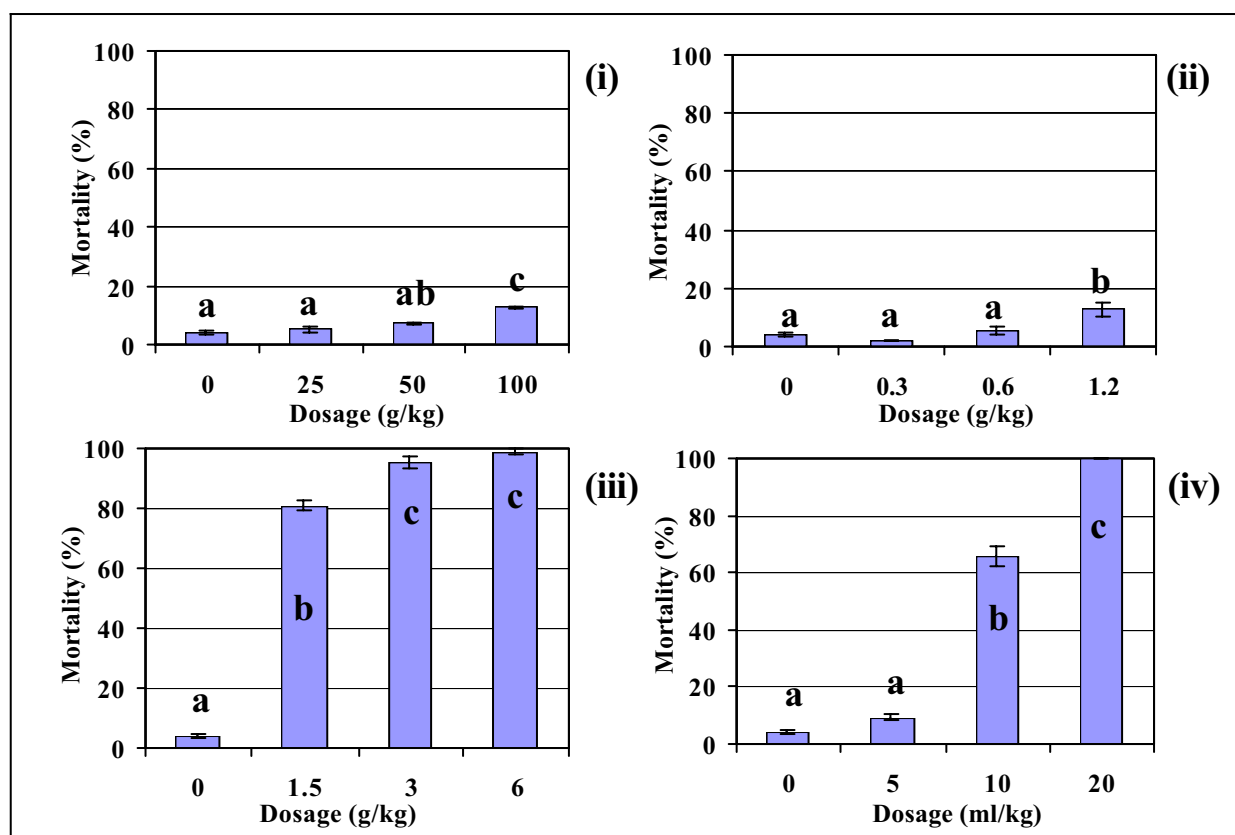 (i)
Mortality (%)
100
80
60
40
20
0
a
a
ab
c
0 25 50 100
Dosage (g/kg)
(ii)
Mortality (%)
100
80
60
40
20
0
a
a
a
b
0 0.3 0.6 1.2
Dosage (g/kg)
(iii)
Mortality (%)
100
80
60
40
20
0
a
b
c
c
0 1.5 3 6
Dosage (g/kg)
(iv)
Mortality (%)
100
80
60
40
20
0
a
a
b
c
0 5 10 20
Dosage (ml/kg)